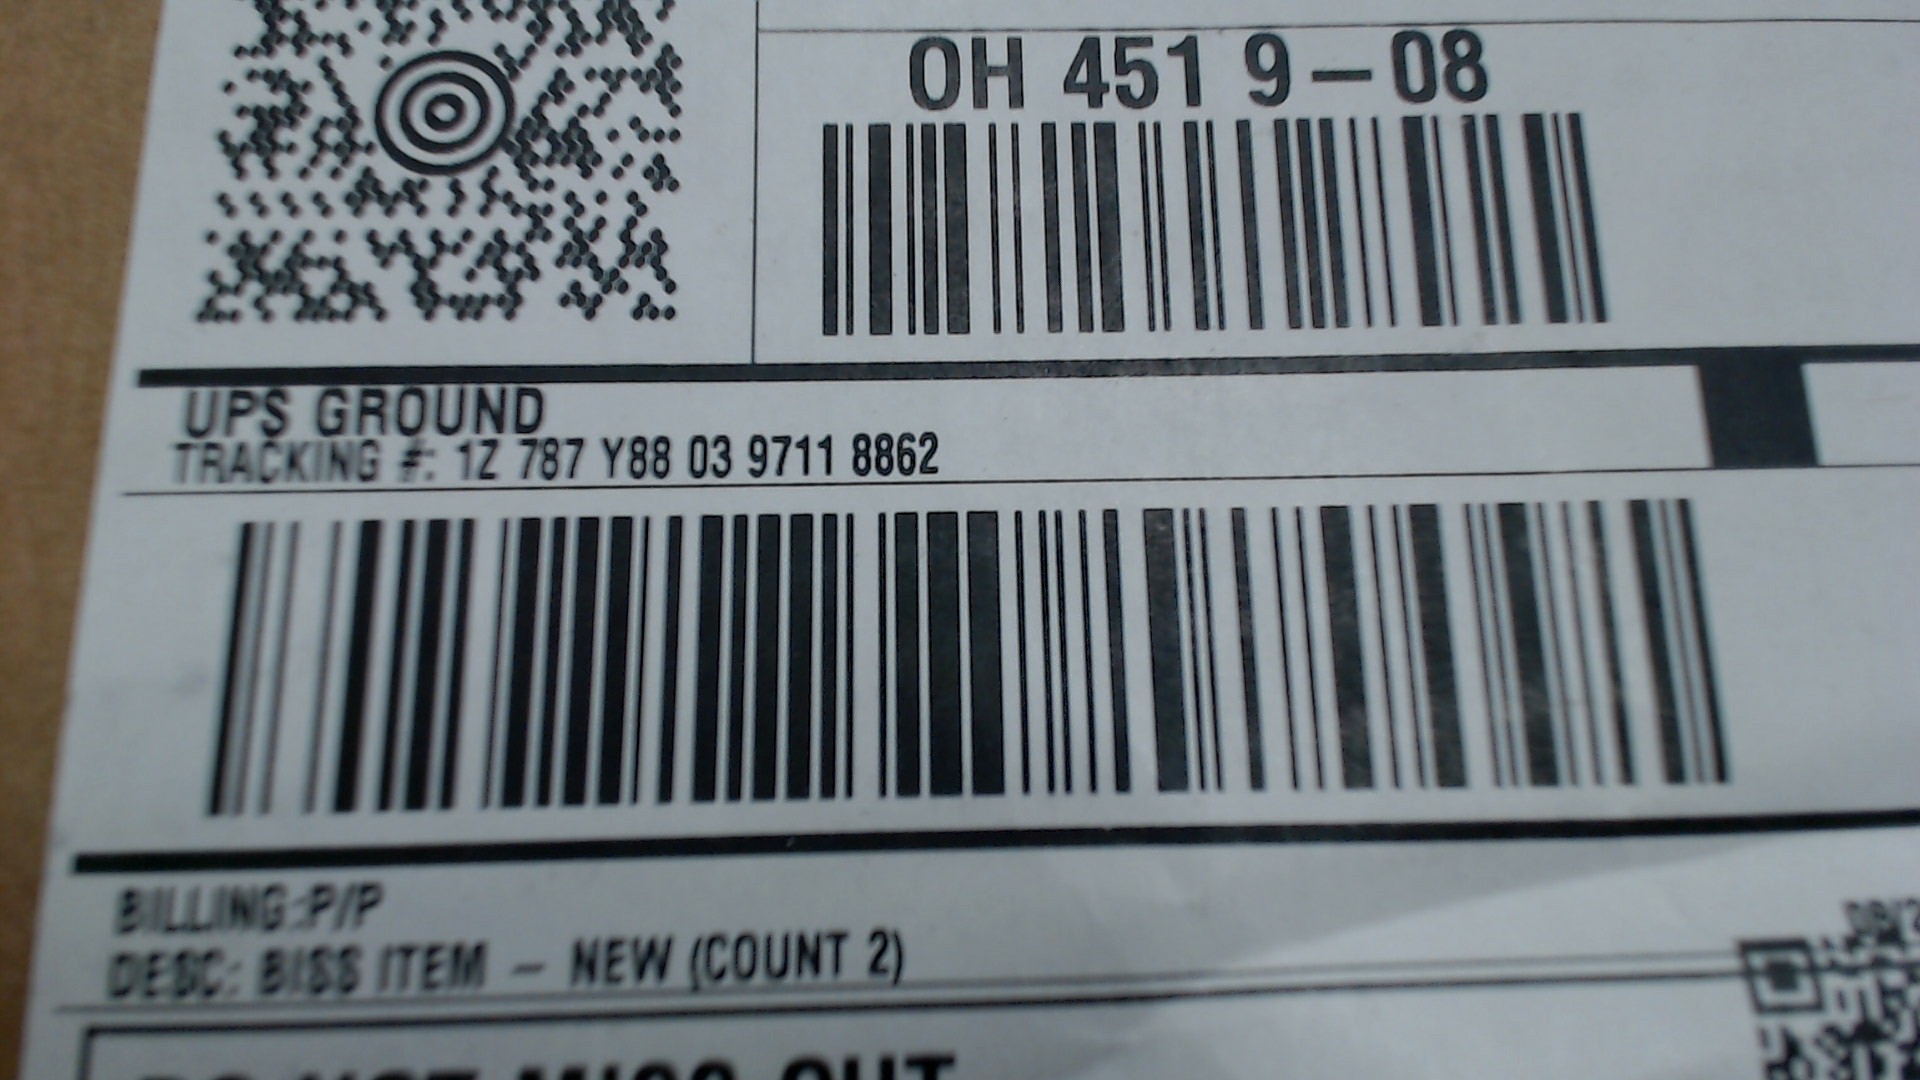 OH 451 9-08
UPS GROUND
TRACKING #: 1Z 787 Y88 03 9711 8862
BILLING:P/P
DESC: BISS ITEM - NEW (COUNT 2)